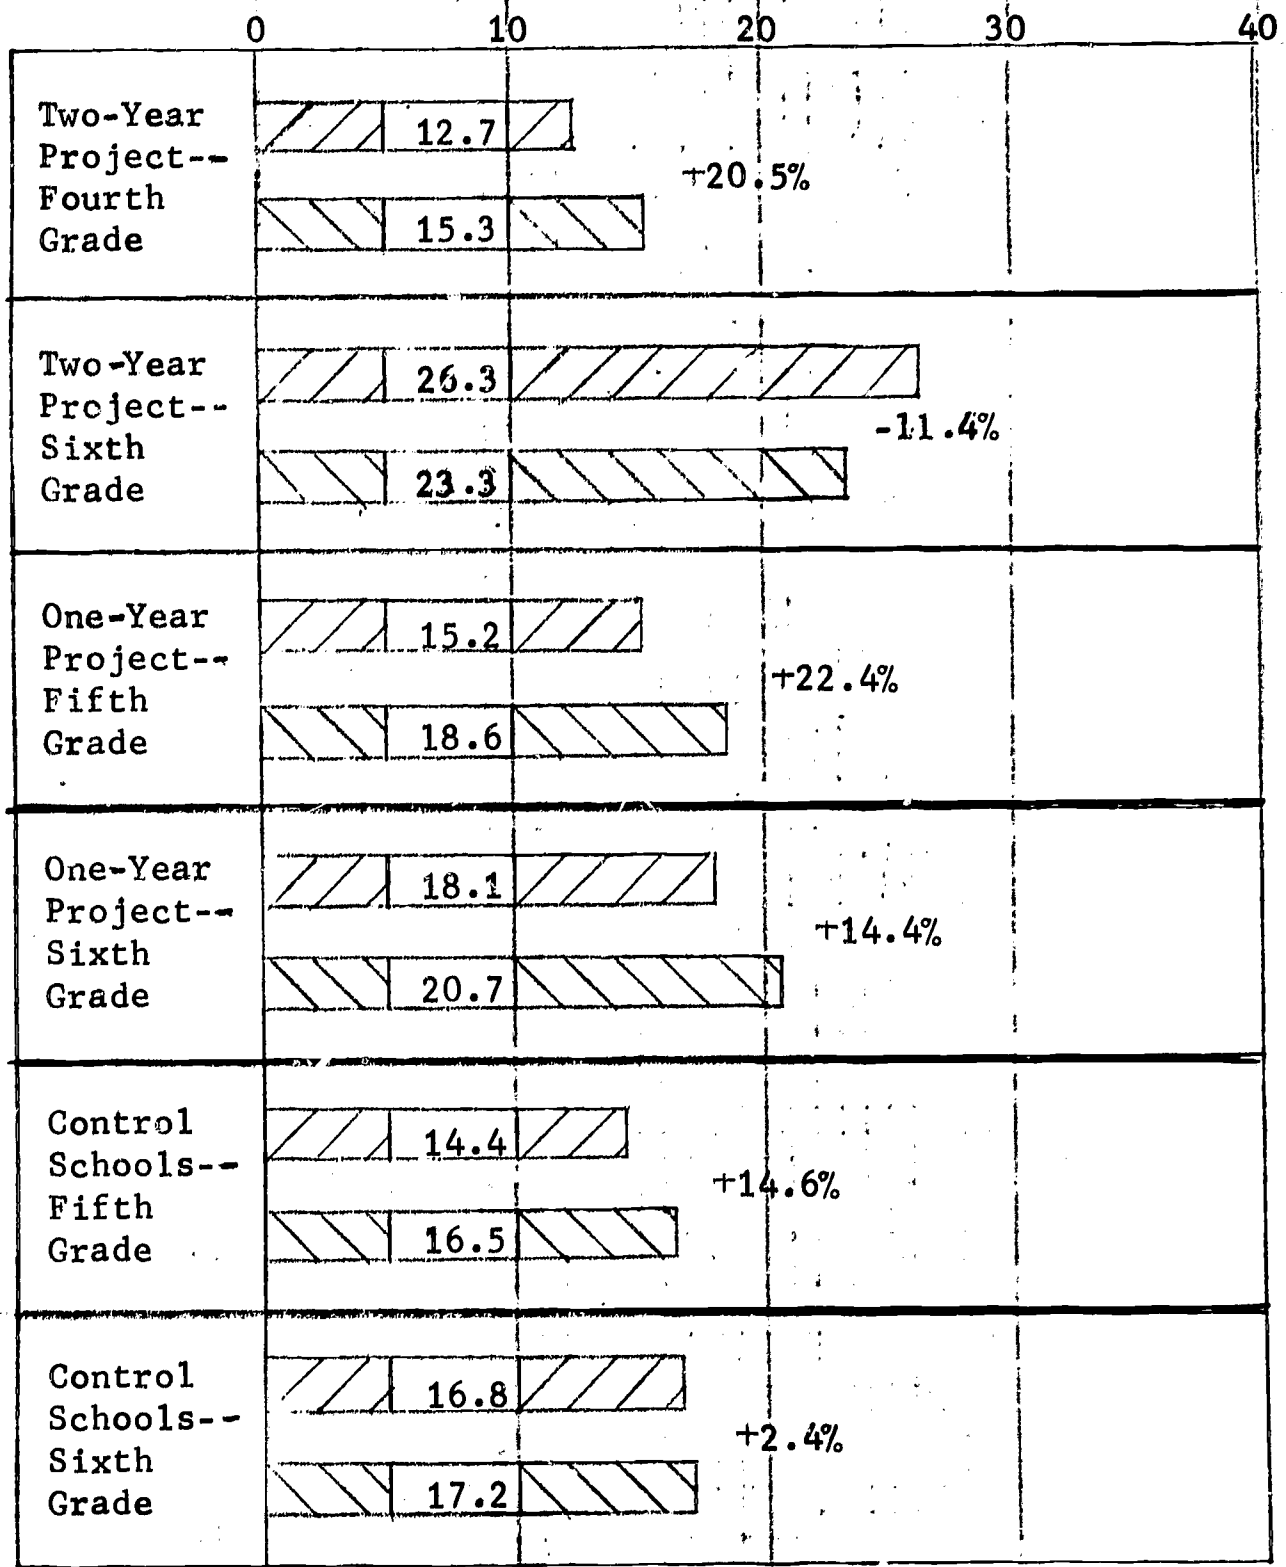 0 10 20 30 40
Two-Year
Project--
Fourth
Grade
12.7
15.3
+20.5%
Two-Year
Project--
Sixth
Grade
26.3
23.3
-11.4%
One-Year
Project--
Fifth
Grade
15.2
18.6
+22.4%
One-Year
Project--
Sixth
Grade
18.1
20.7
+14.4%
Control
Schools--
Fifth
Grade
14.4
16.5
+14.6%
Control
Schools--
Sixth
Grade
16.8
17.2
+2.4%